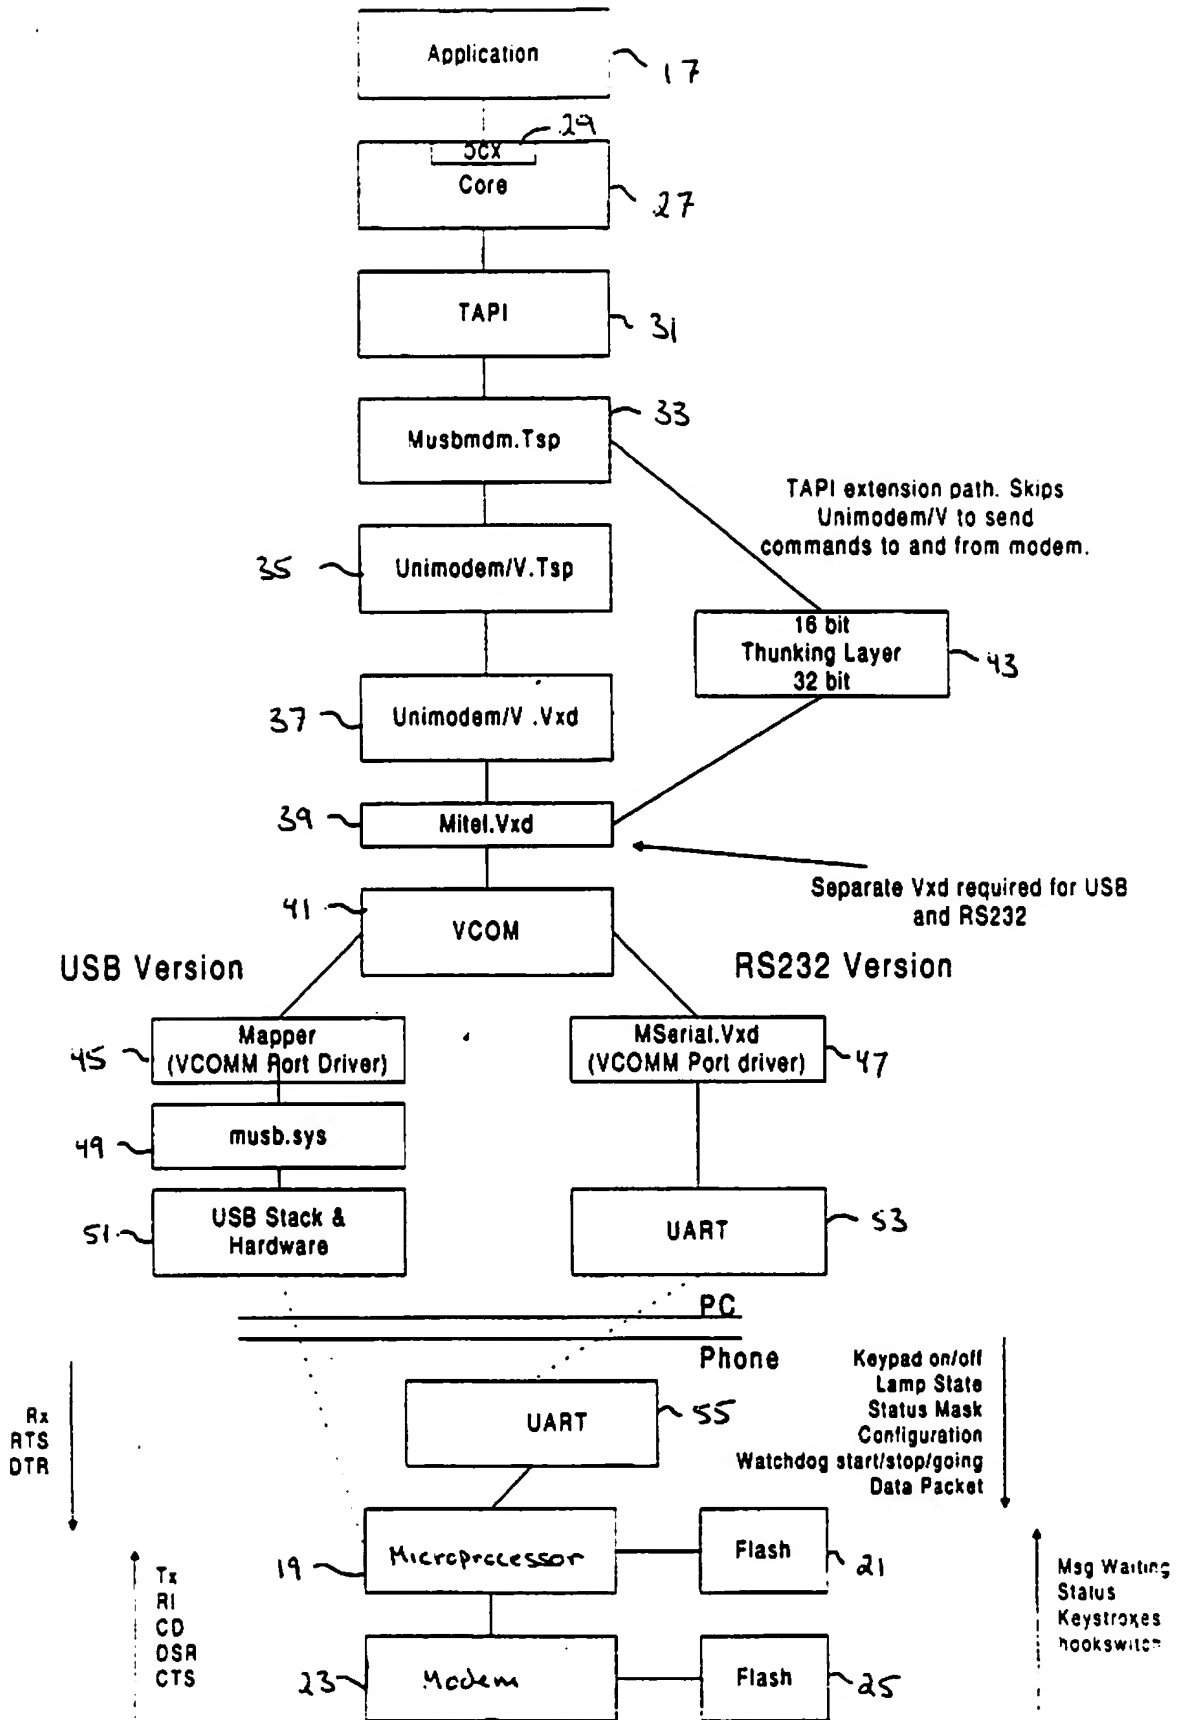 Application
17
29
OCX
Core
27
TAPI
31
33
Musbmdm.Tsp
TAPI extension path. Skips
Unimodem/V to send
commands to and from modem.
35
Unimodem/V.Tsp
16 bit
Thunking Layer
32 bit
43
37
Unimodem/V .Vxd
39
Mitel.Vxd
Separate Vxd required for USB
and RS232
41
VCOM
USB Version
RS232 Version
45
Mapper
(VCOMM Port Driver)
MSerial.Vxd
(VCOMM Port driver)
47
49
musb.sys
51
USB Stack &
Hardware
UART
53
PC
Phone
Rx
RTS
DTR
UART
55
Keypad on/off
Lamp State
Status Mask
Configuration
Watchdog start/stop/going
Data Packet
19
Microprocessor
Flash
21
Tx
RI
CD
DSR
CTS
Msg Waiting
Status
Keystroxes
hookswitch
23
Modem
Flash
25